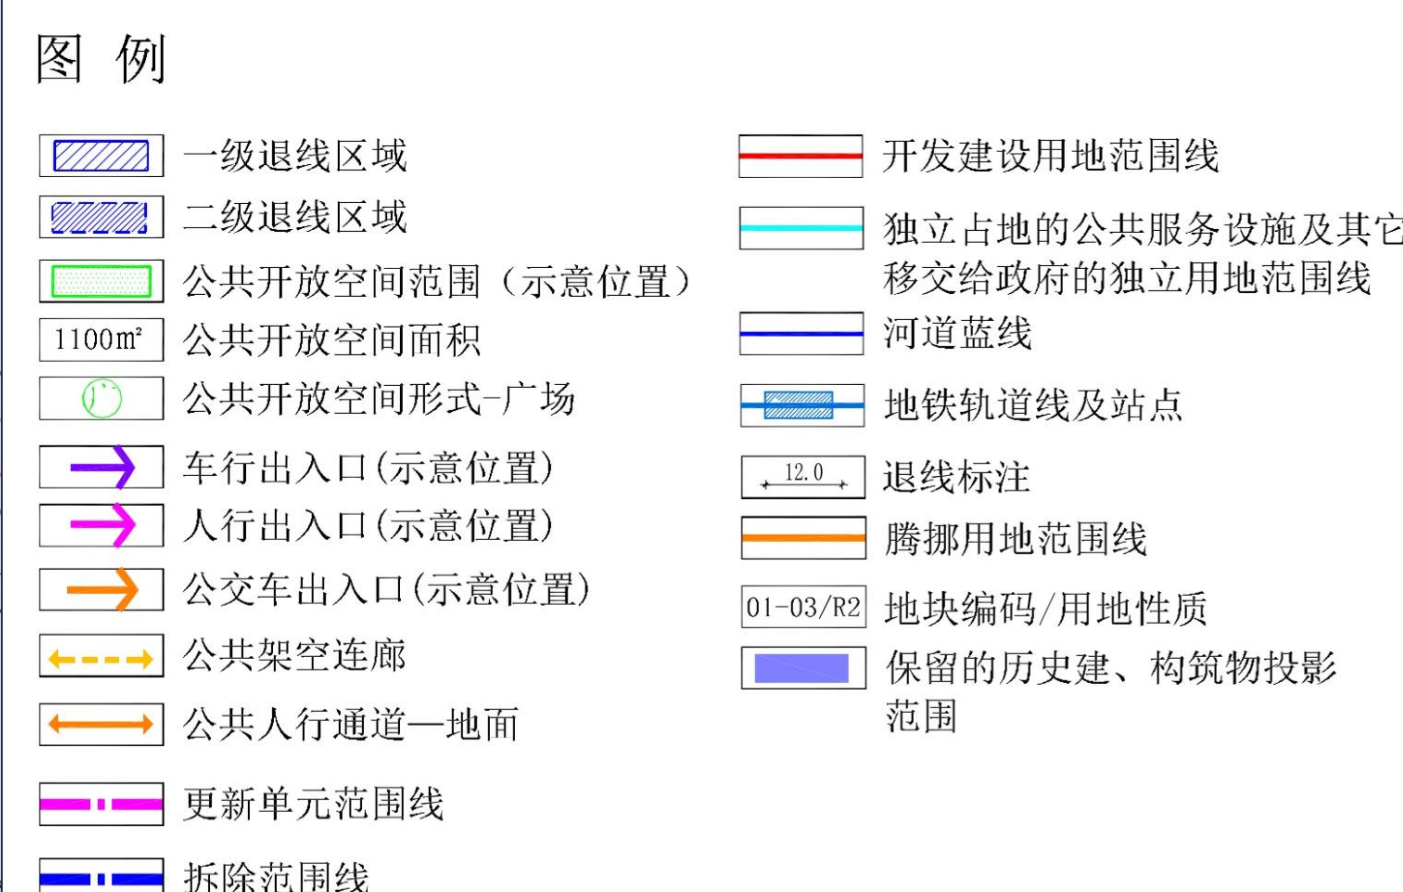 图 例
一级退线区域
二级退线区域
公共开放空间范围（示意位置）
1100m² 公共开放空间面积
公共开放空间形式-广场
车行出入口(示意位置)
人行出入口(示意位置)
公交车出入口(示意位置)
公共架空连廊
公共人行通道—地面
更新单元范围线
拆除范围线
开发建设用地范围线
独立占地的公共服务设施及其它
移交给政府的独立用地范围线
河道蓝线
地铁轨道线及站点
12.0 退线标注
腾挪用地范围线
01-03/R2 地块编码/用地性质
保留的历史建、构筑物投影
范围